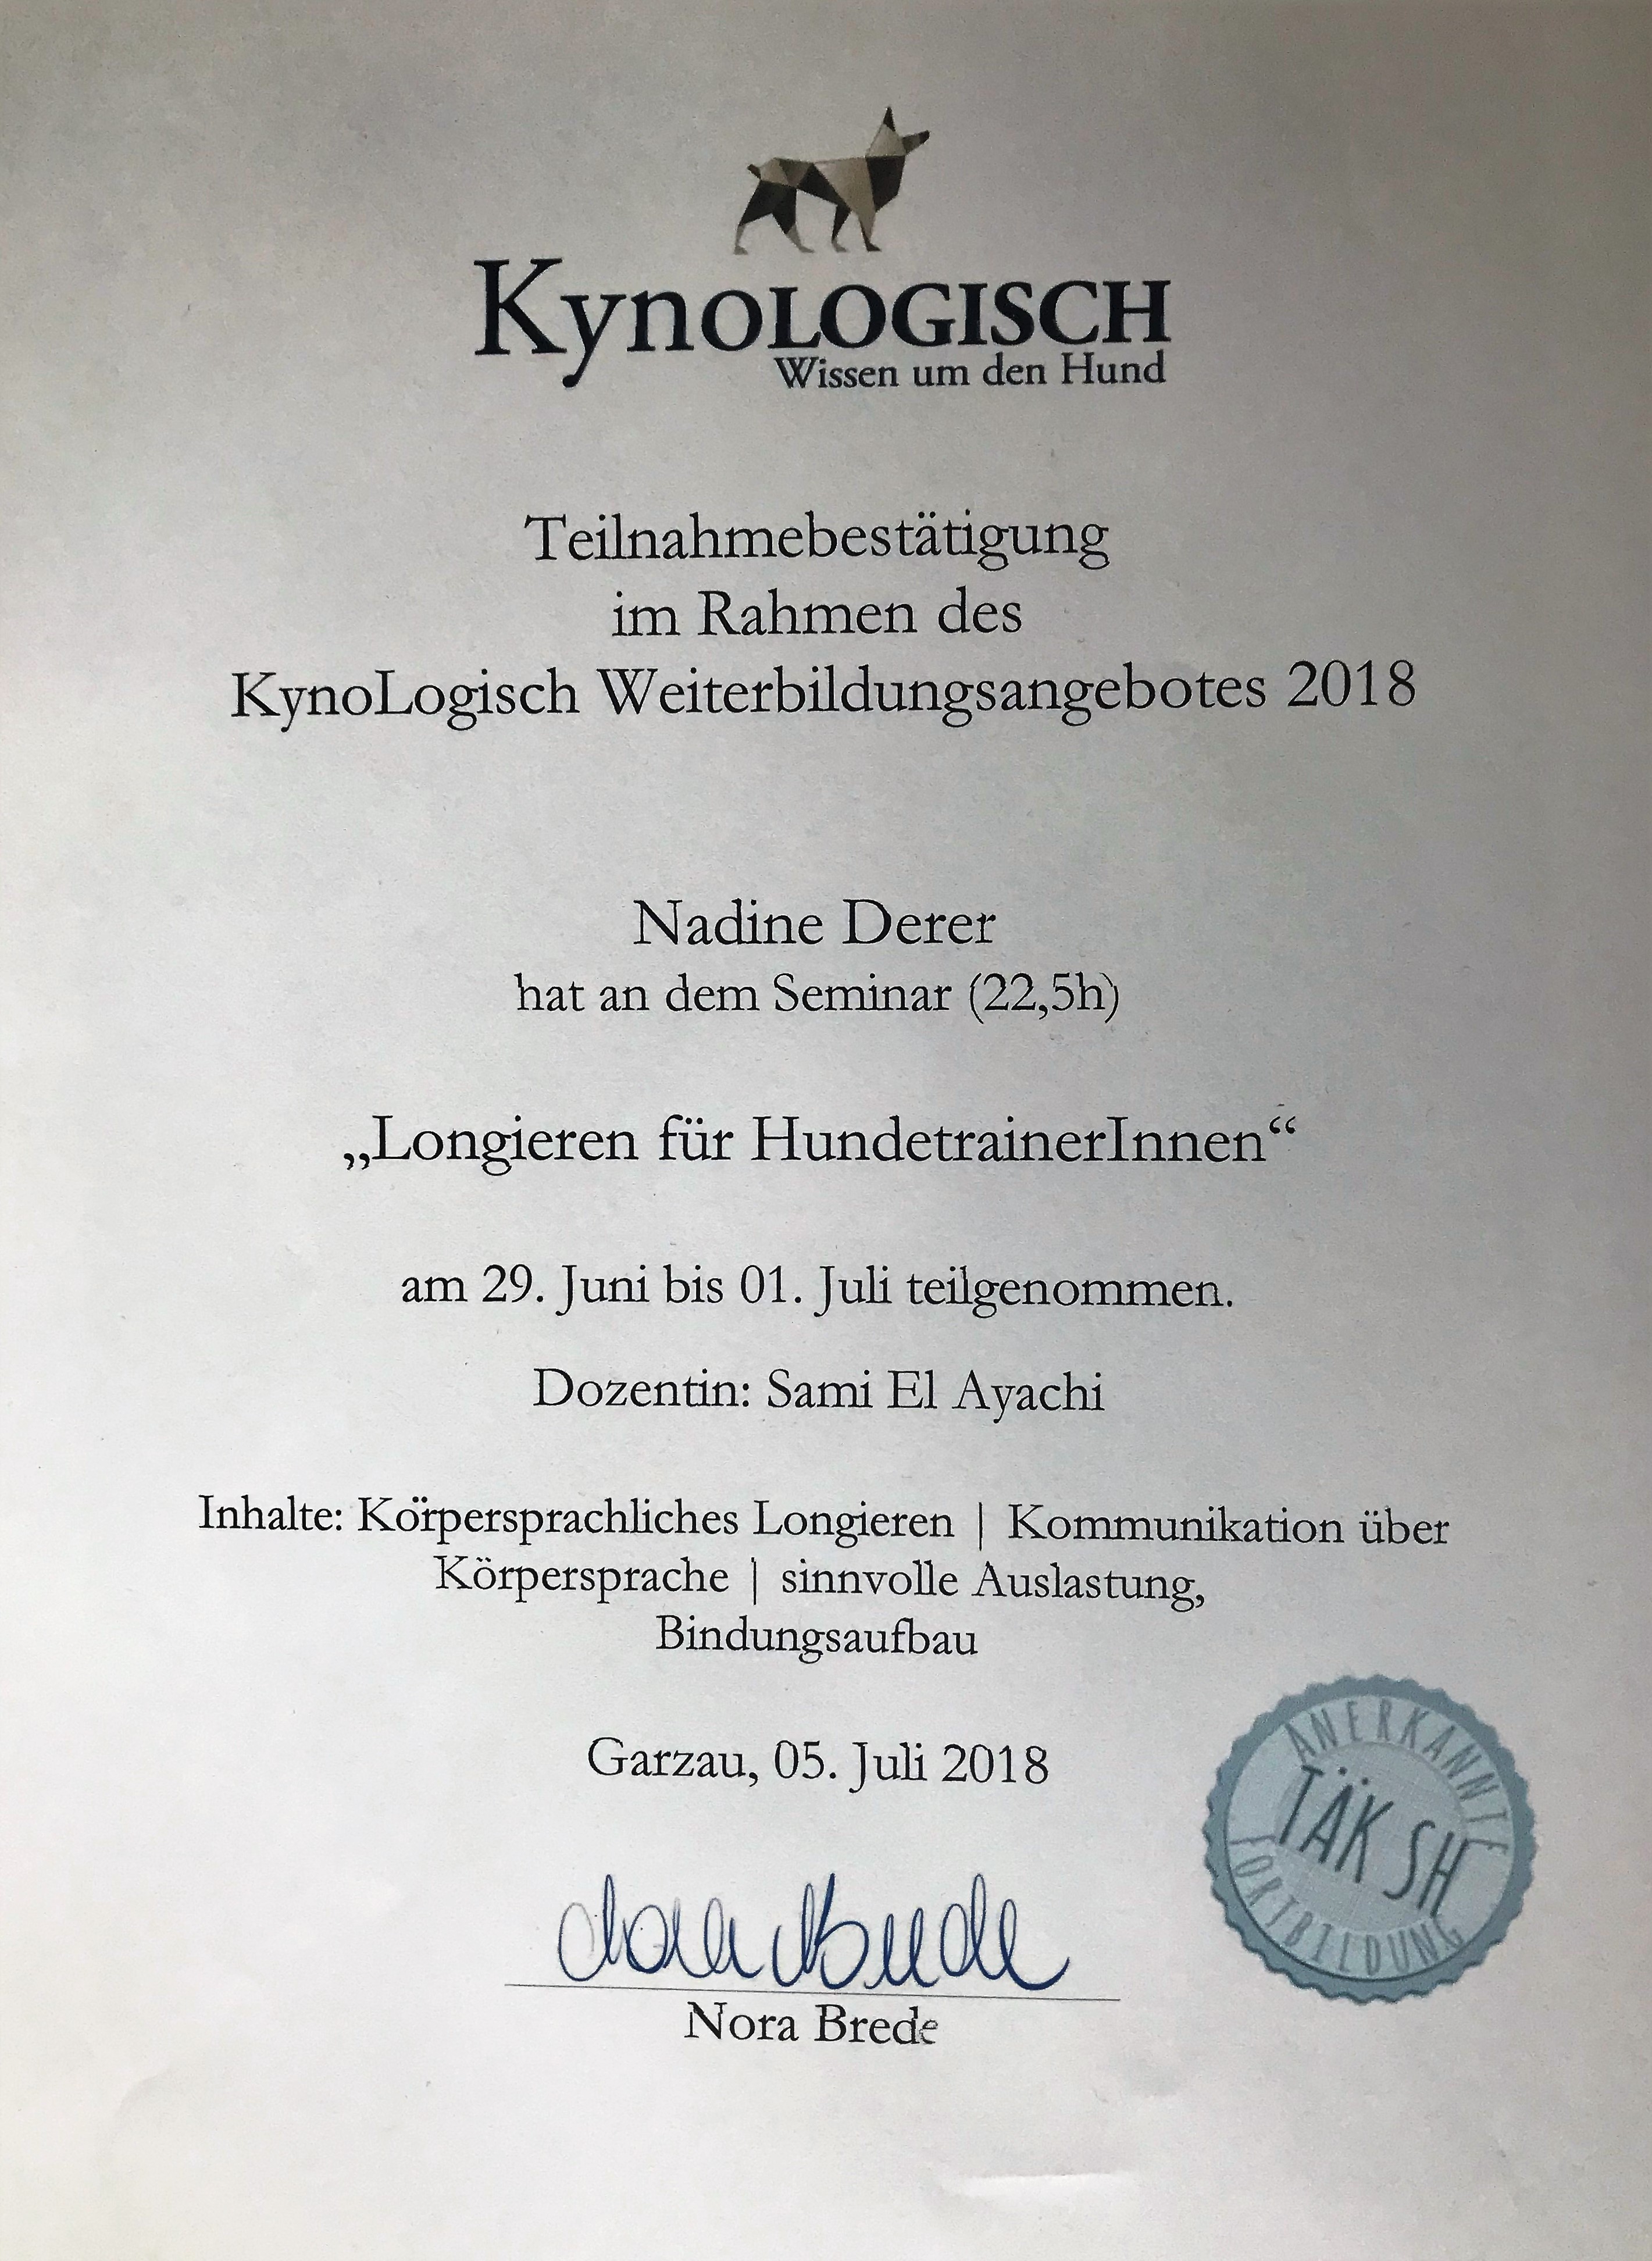 KynoLOGISCH
Wissen um den Hund
Teilnahmebestätigung
im Rahmen des
KynoLogisch Weiterbildungsangebotes 2018
Nadine Derer
hat an dem Seminar (22,5h)
„Longieren für HundetrainerInnen“
am 29. Juni bis 01. Juli teilgenommen.
Dozentin: Sami El Ayachi
Inhalte: Körpersprachliches Longieren | Kommunikation über
Körpersprache | sinnvolle Auslastung,
Bindungsaufbau
Garzau, 05. Juli 2018
ANERKANNTE
TÄK SH
FORTBILDUNG
Nora Brede
Nora Brede